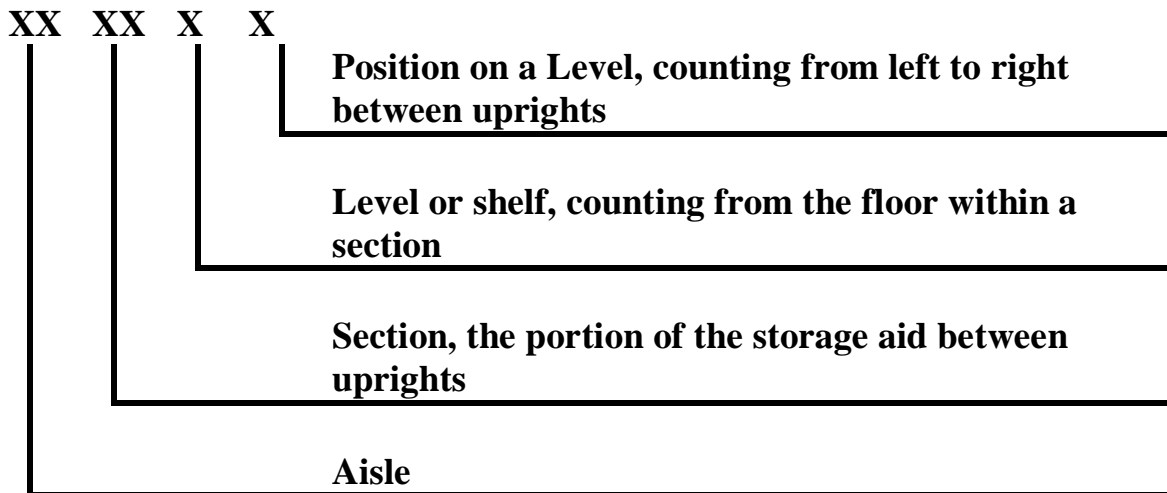 XX XX X X
Position on a Level, counting from left to right
between uprights
Level or shelf, counting from the floor within a
section
Section, the portion of the storage aid between
uprights
Aisle